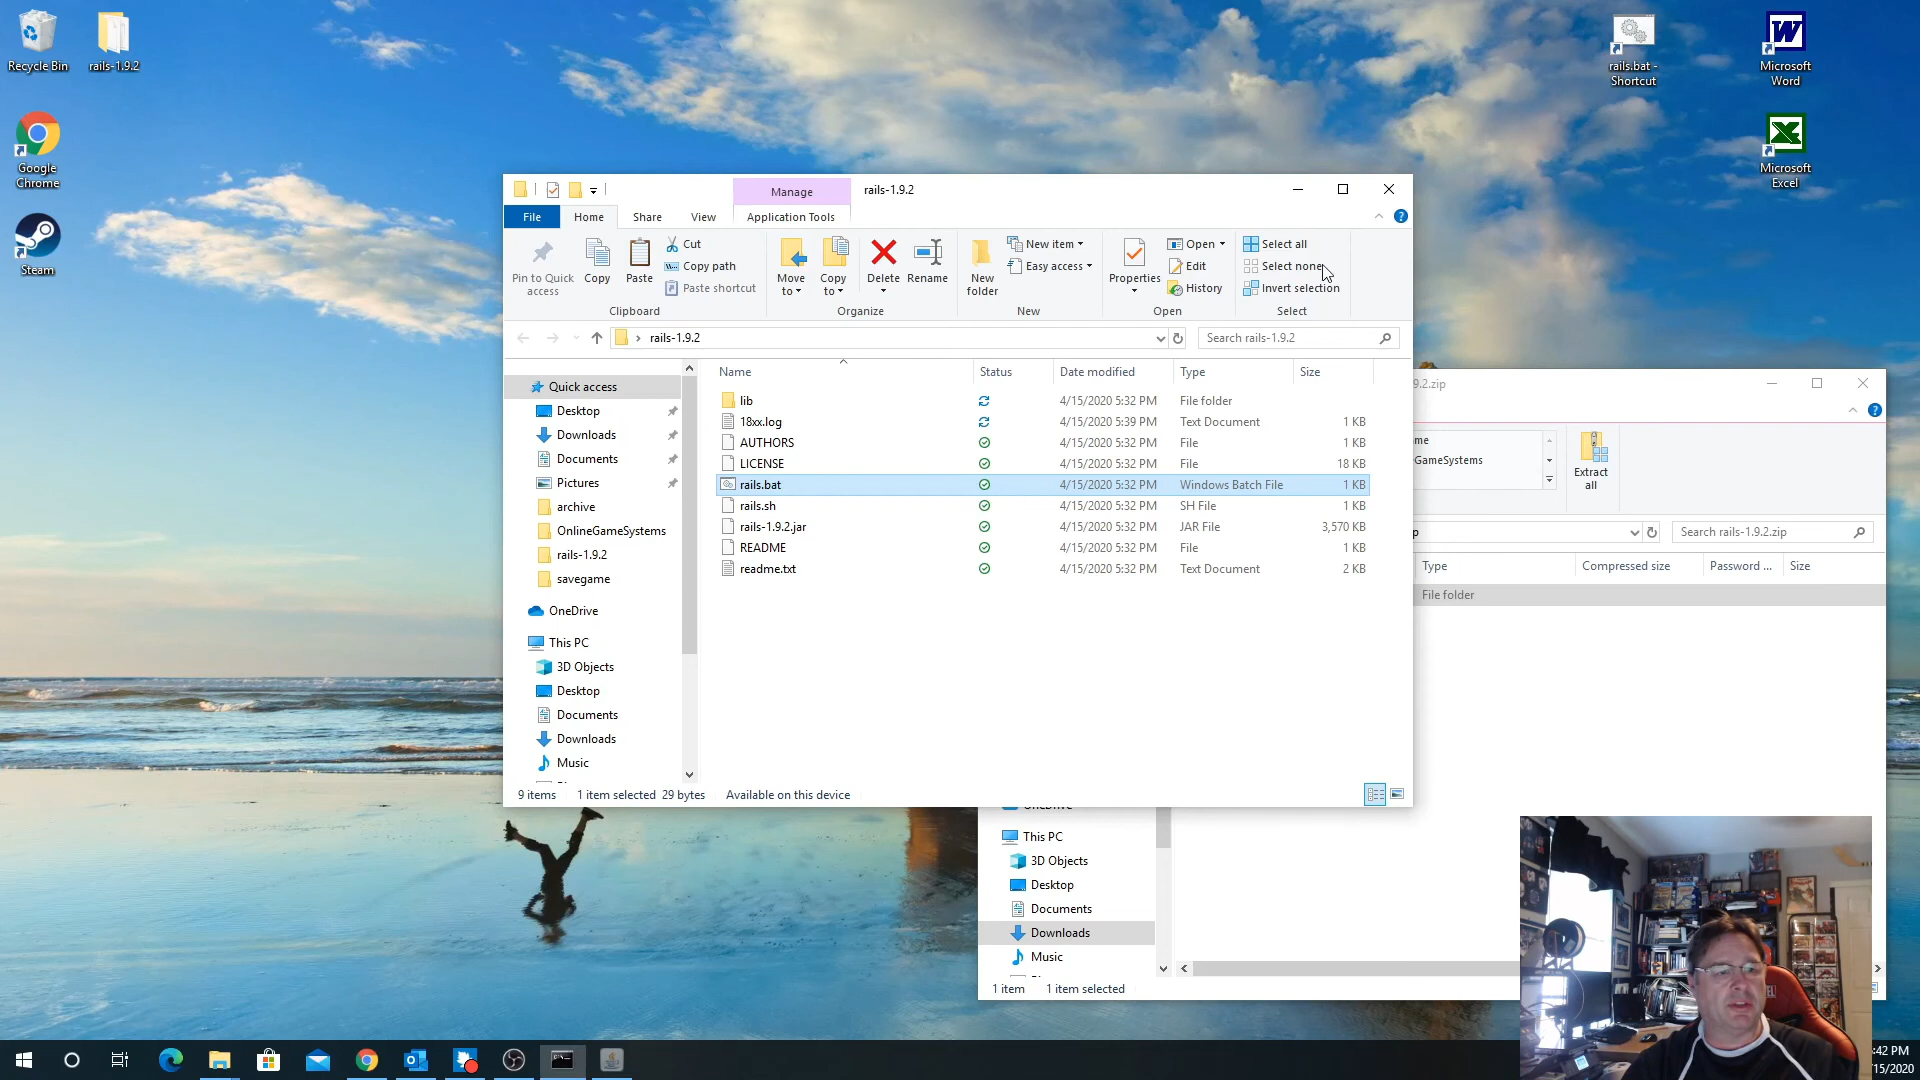 Recycle Bin
rails-1.9.2
Google
Chrome
Steam
rails.bat -
Shortcut
Microsoft
Word
Microsoft
Excel
Manage
rails-1.9.2
File
Home
Share
View
Application Tools
Pin to Quick
access
Copy
Paste
Cut
Copy path
Paste shortcut
Clipboard
Move
to
Copy
to
Delete
Rename
Organize
New
folder
New item
Easy access
New
Properties
Open
Edit
History
Open
Select all
Select none
Invert selection
Select
rails-1.9.2
Search rails-1.9.2
Name
Status
Date modified
Type
Size
lib 4/15/2020 5:32 PM File folder
18xx.log 4/15/2020 5:39 PM Text Document 1 KB
AUTHORS 4/15/2020 5:32 PM File 1 KB
LICENSE 4/15/2020 5:32 PM File 18 KB
rails.bat 4/15/2020 5:32 PM Windows Batch File 1 KB
rails.sh 4/15/2020 5:32 PM SH File 1 KB
rails-1.9.2.jar 4/15/2020 5:32 PM JAR File 3,570 KB
README 4/15/2020 5:32 PM File 1 KB
readme.txt 4/15/2020 5:32 PM Text Document 2 KB
Quick access
Desktop
Downloads
Documents
Pictures
archive
OnlineGameSystems
rails-1.9.2
savegame
OneDrive
This PC
3D Objects
Desktop
Documents
Downloads
Music
9 items
1 item selected 29 bytes
Available on this device
9.2.zip
me
GameSystems
Extract
all
p
Search rails-1.9.2.zip
Type
Compressed size
Password ...
Size
File folder
OneDrive
This PC
3D Objects
Desktop
Documents
Downloads
Music
1 item
1 item selected
:42 PM
15/2020